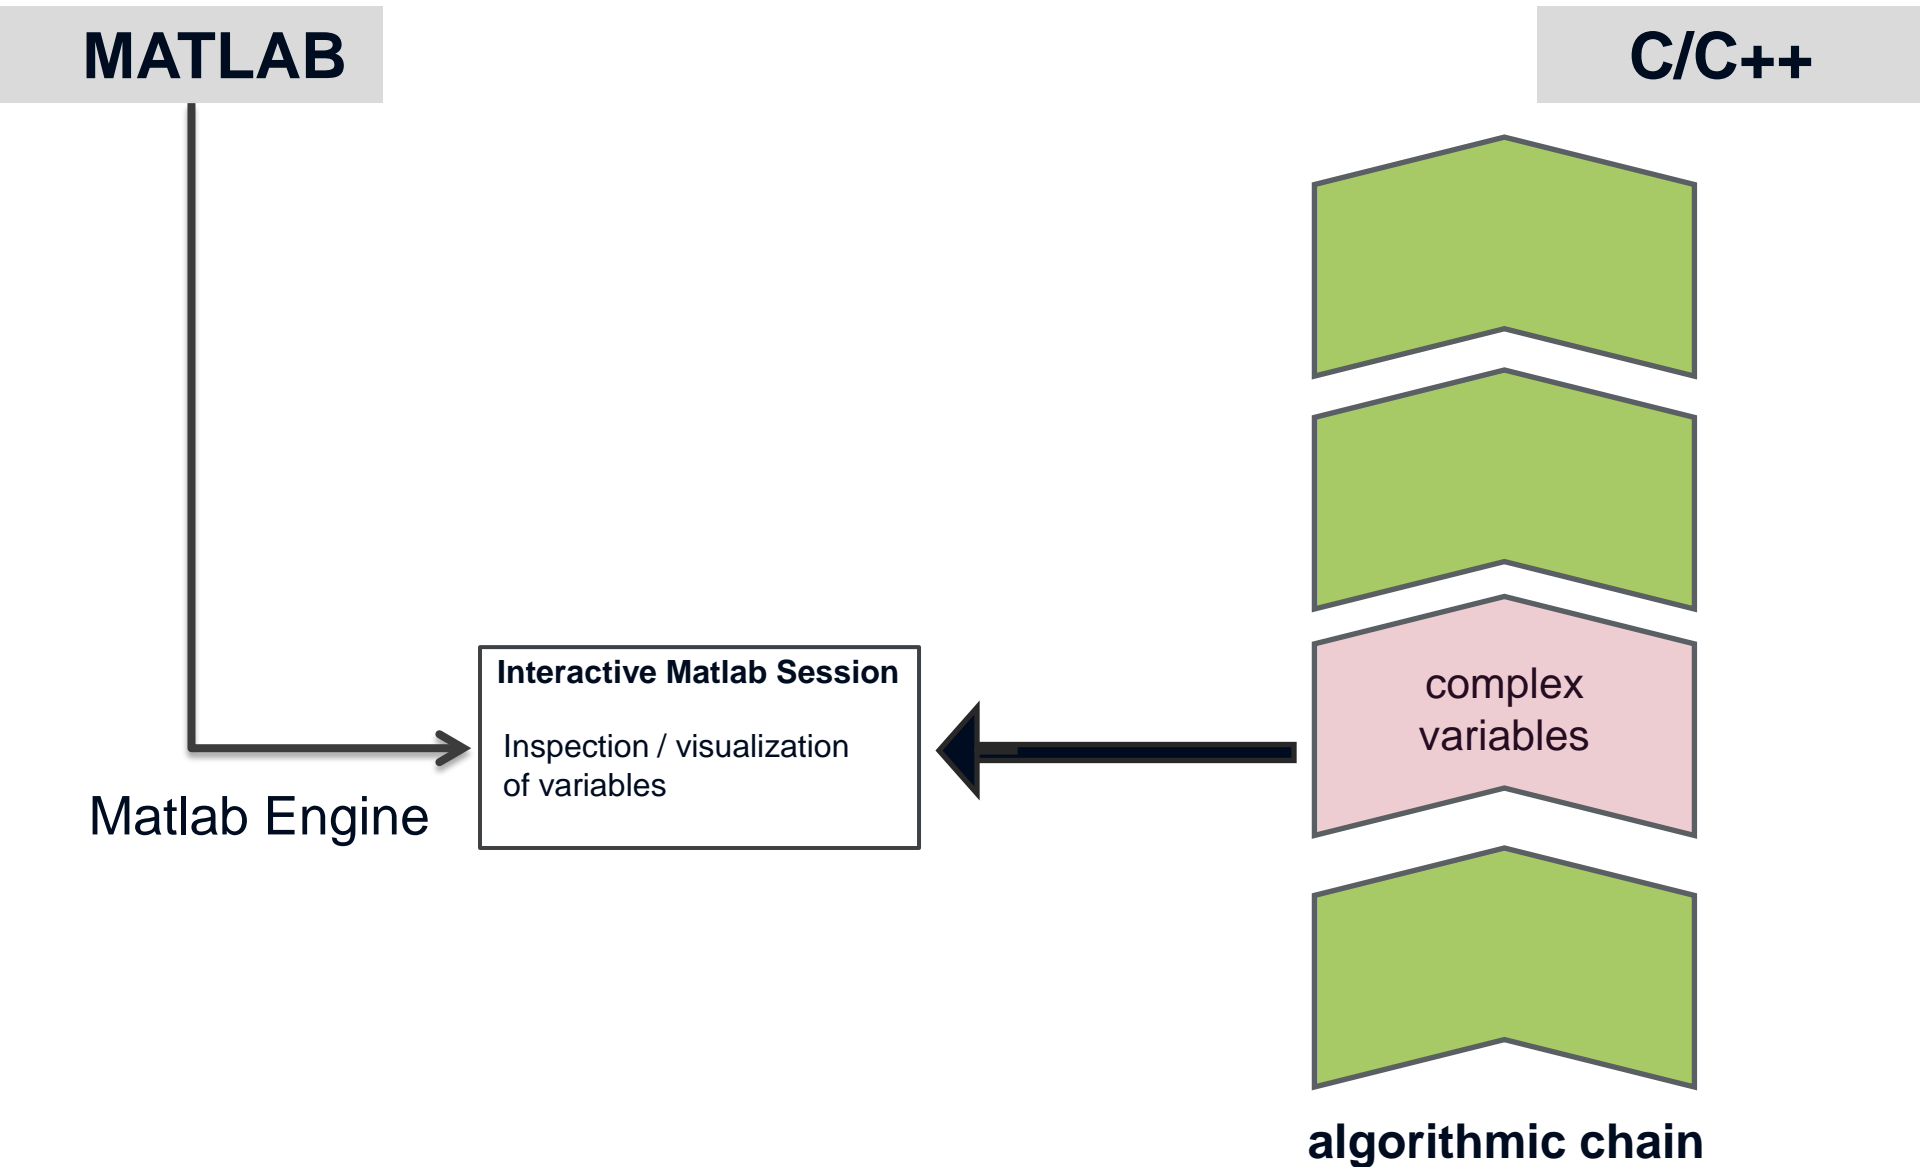 MATLAB
C/C++
Interactive Matlab Session
Inspection / visualization
of variables
Matlab Engine
complex
variables
algorithmic chain